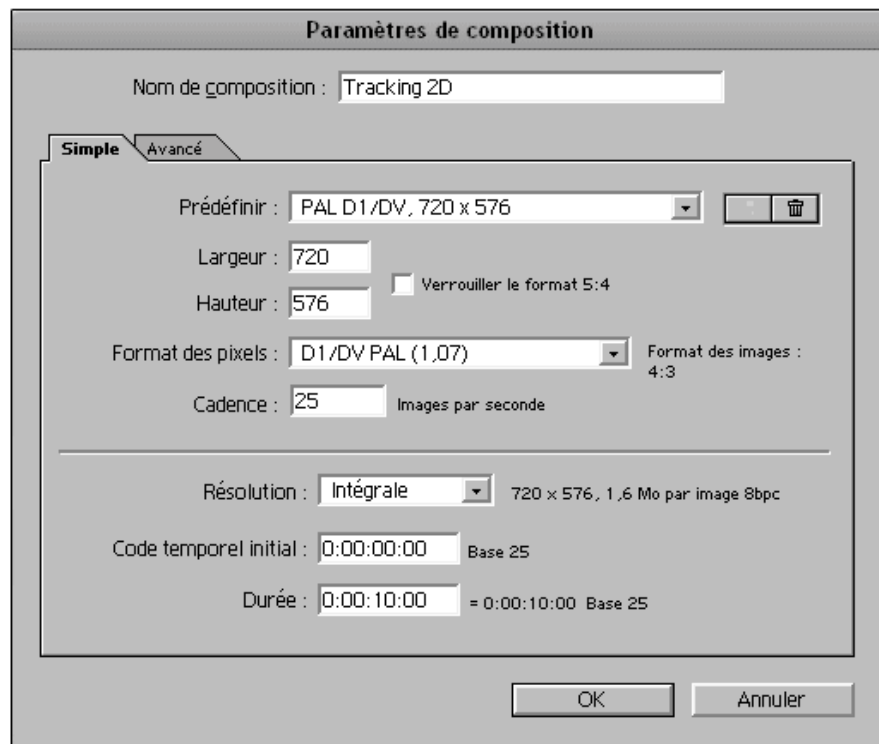 Paramètres de composition
Nom de composition : Tracking 2D
Simple Avancé
Prédéfinir : PAL D1/DV, 720 x 576
Largeur : 720
Verrouiller le format 5:4
Hauteur : 576
Format des pixels : D1/DV PAL (1,07) Format des images :
4:3
Cadence : 25 Images par seconde
Résolution : Intégrale 720 x 576, 1,6 Mo par image 8bpc
Code temporel initial : 0:00:00:00 Base 25
Durée : 0:00:10:00 = 0:00:10:00 Base 25
OK Annuler